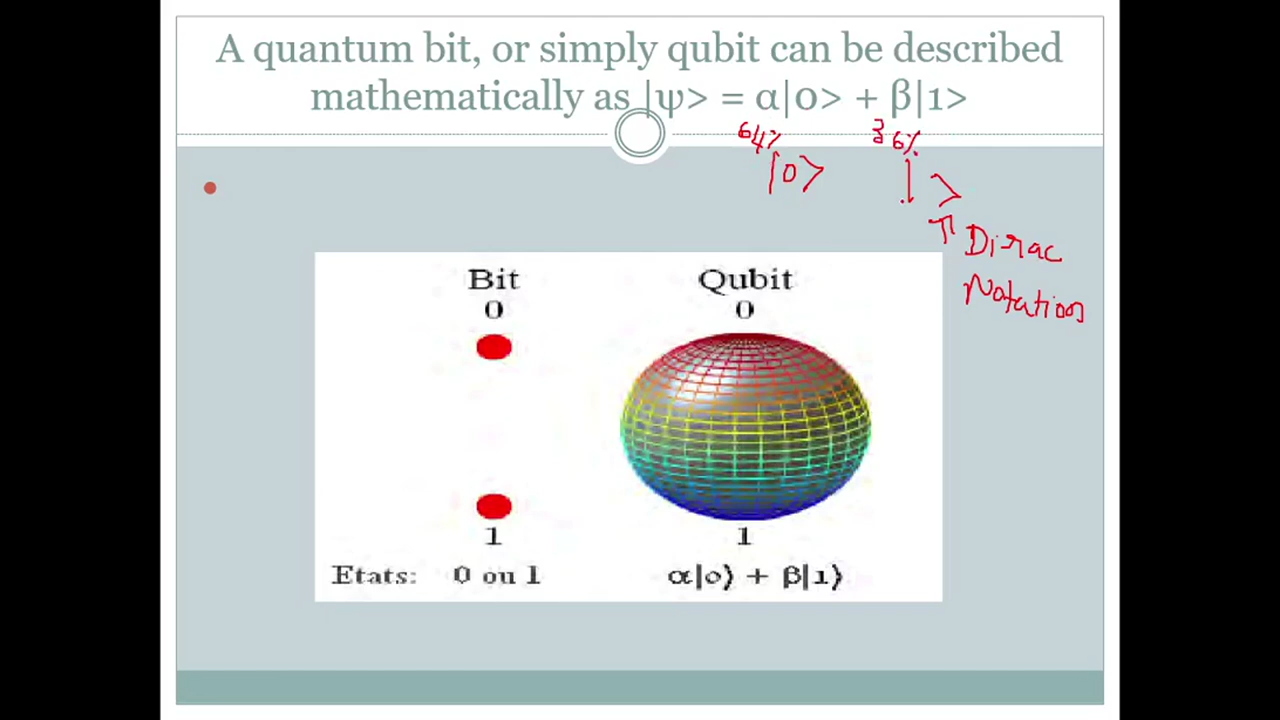 A quantum bit, or simply qubit can be described
mathematically as |ψ> = α|0> + β|1>
64% 36%
|0> | >
Dirac
Notation
Bit Qubit
0 0
1 1
Etats: 0 ou 1 α|0⟩ + β|1⟩